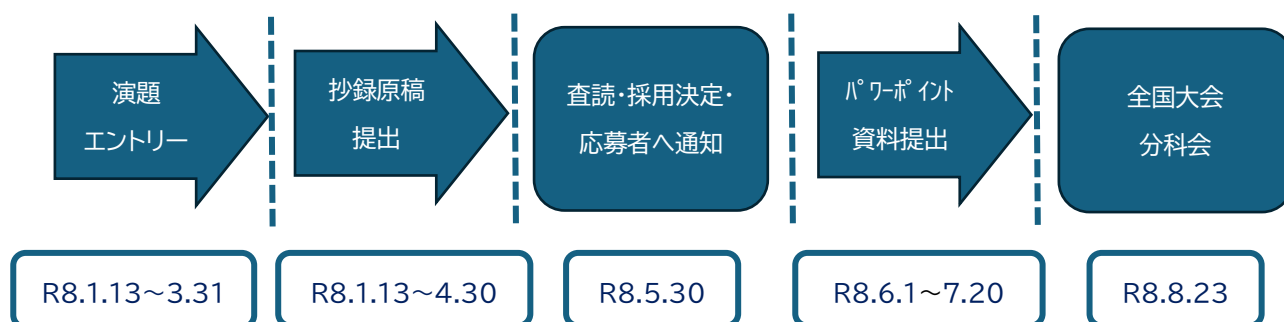 演題
エントリー
抄録原稿
提出
査読・採用決定・
応募者へ通知
ﾊﾟﾜｰﾎﾟｲﾝﾄ
資料提出
全国大会
分科会
R8.1.13～3.31
R8.1.13～4.30
R8.5.30
R8.6.1～7.20
R8.8.23